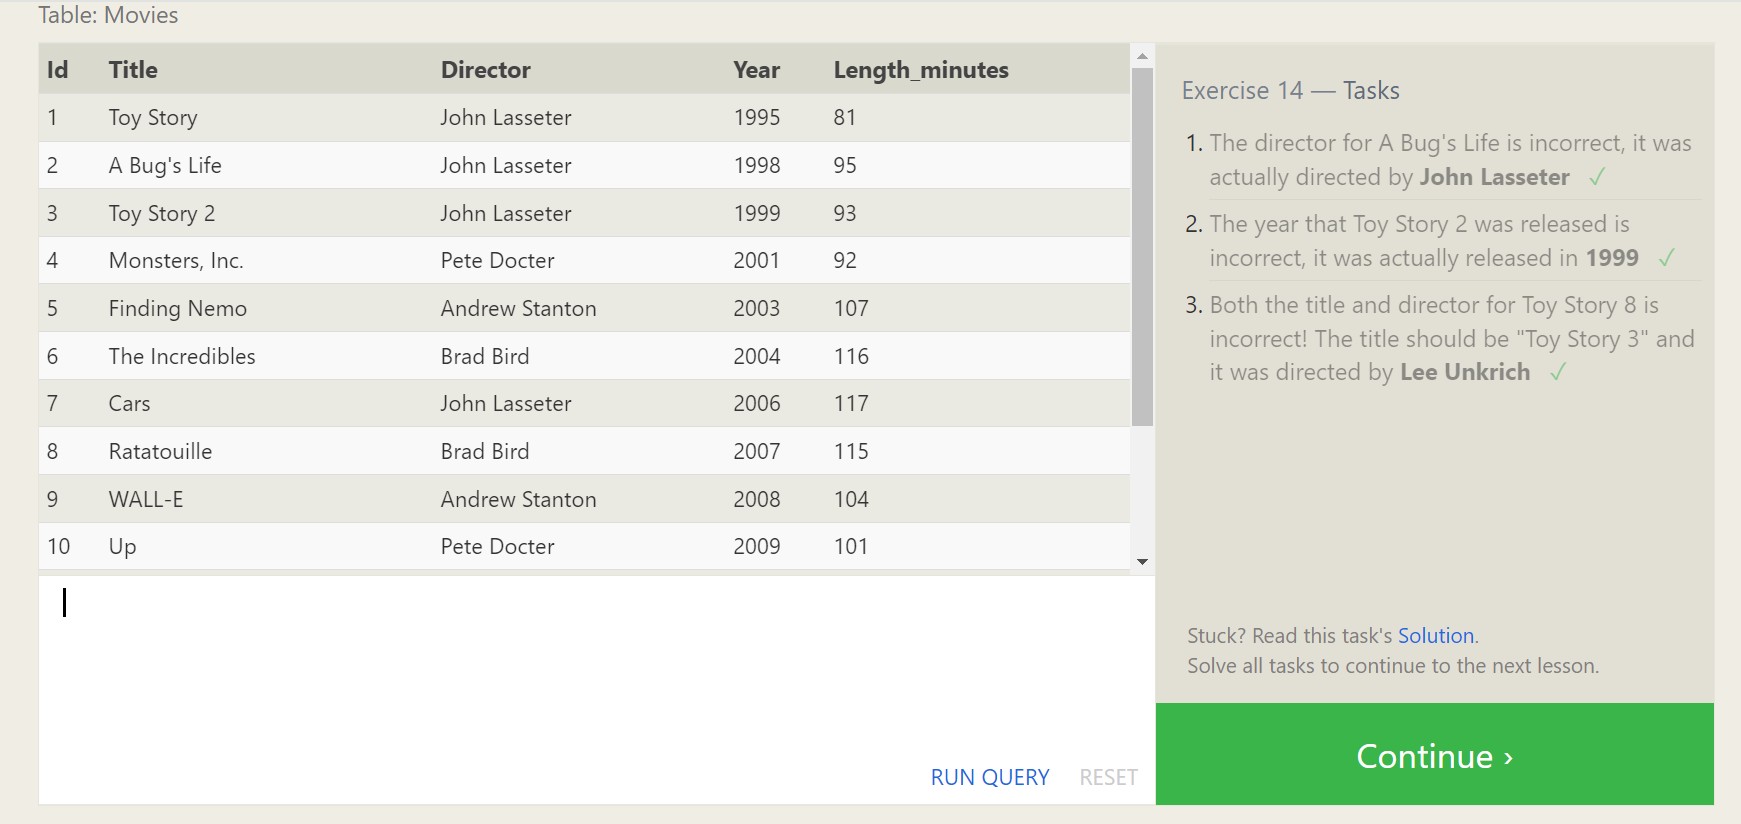 Table: Movies
Id Title Director Year Length_minutes
1 Toy Story John Lasseter 1995 81
2 A Bug's Life John Lasseter 1998 95
3 Toy Story 2 John Lasseter 1999 93
4 Monsters, Inc. Pete Docter 2001 92
5 Finding Nemo Andrew Stanton 2003 107
6 The Incredibles Brad Bird 2004 116
7 Cars John Lasseter 2006 117
8 Ratatouille Brad Bird 2007 115
9 WALL-E Andrew Stanton 2008 104
10 Up Pete Docter 2009 101
RUN QUERY RESET
Exercise 14 — Tasks
1. The director for A Bug's Life is incorrect, it was
actually directed by John Lasseter ✓
2. The year that Toy Story 2 was released is
incorrect, it was actually released in 1999 ✓
3. Both the title and director for Toy Story 8 is
incorrect! The title should be "Toy Story 3" and
it was directed by Lee Unkrich ✓
Stuck? Read this task's Solution.
Solve all tasks to continue to the next lesson.
Continue ›